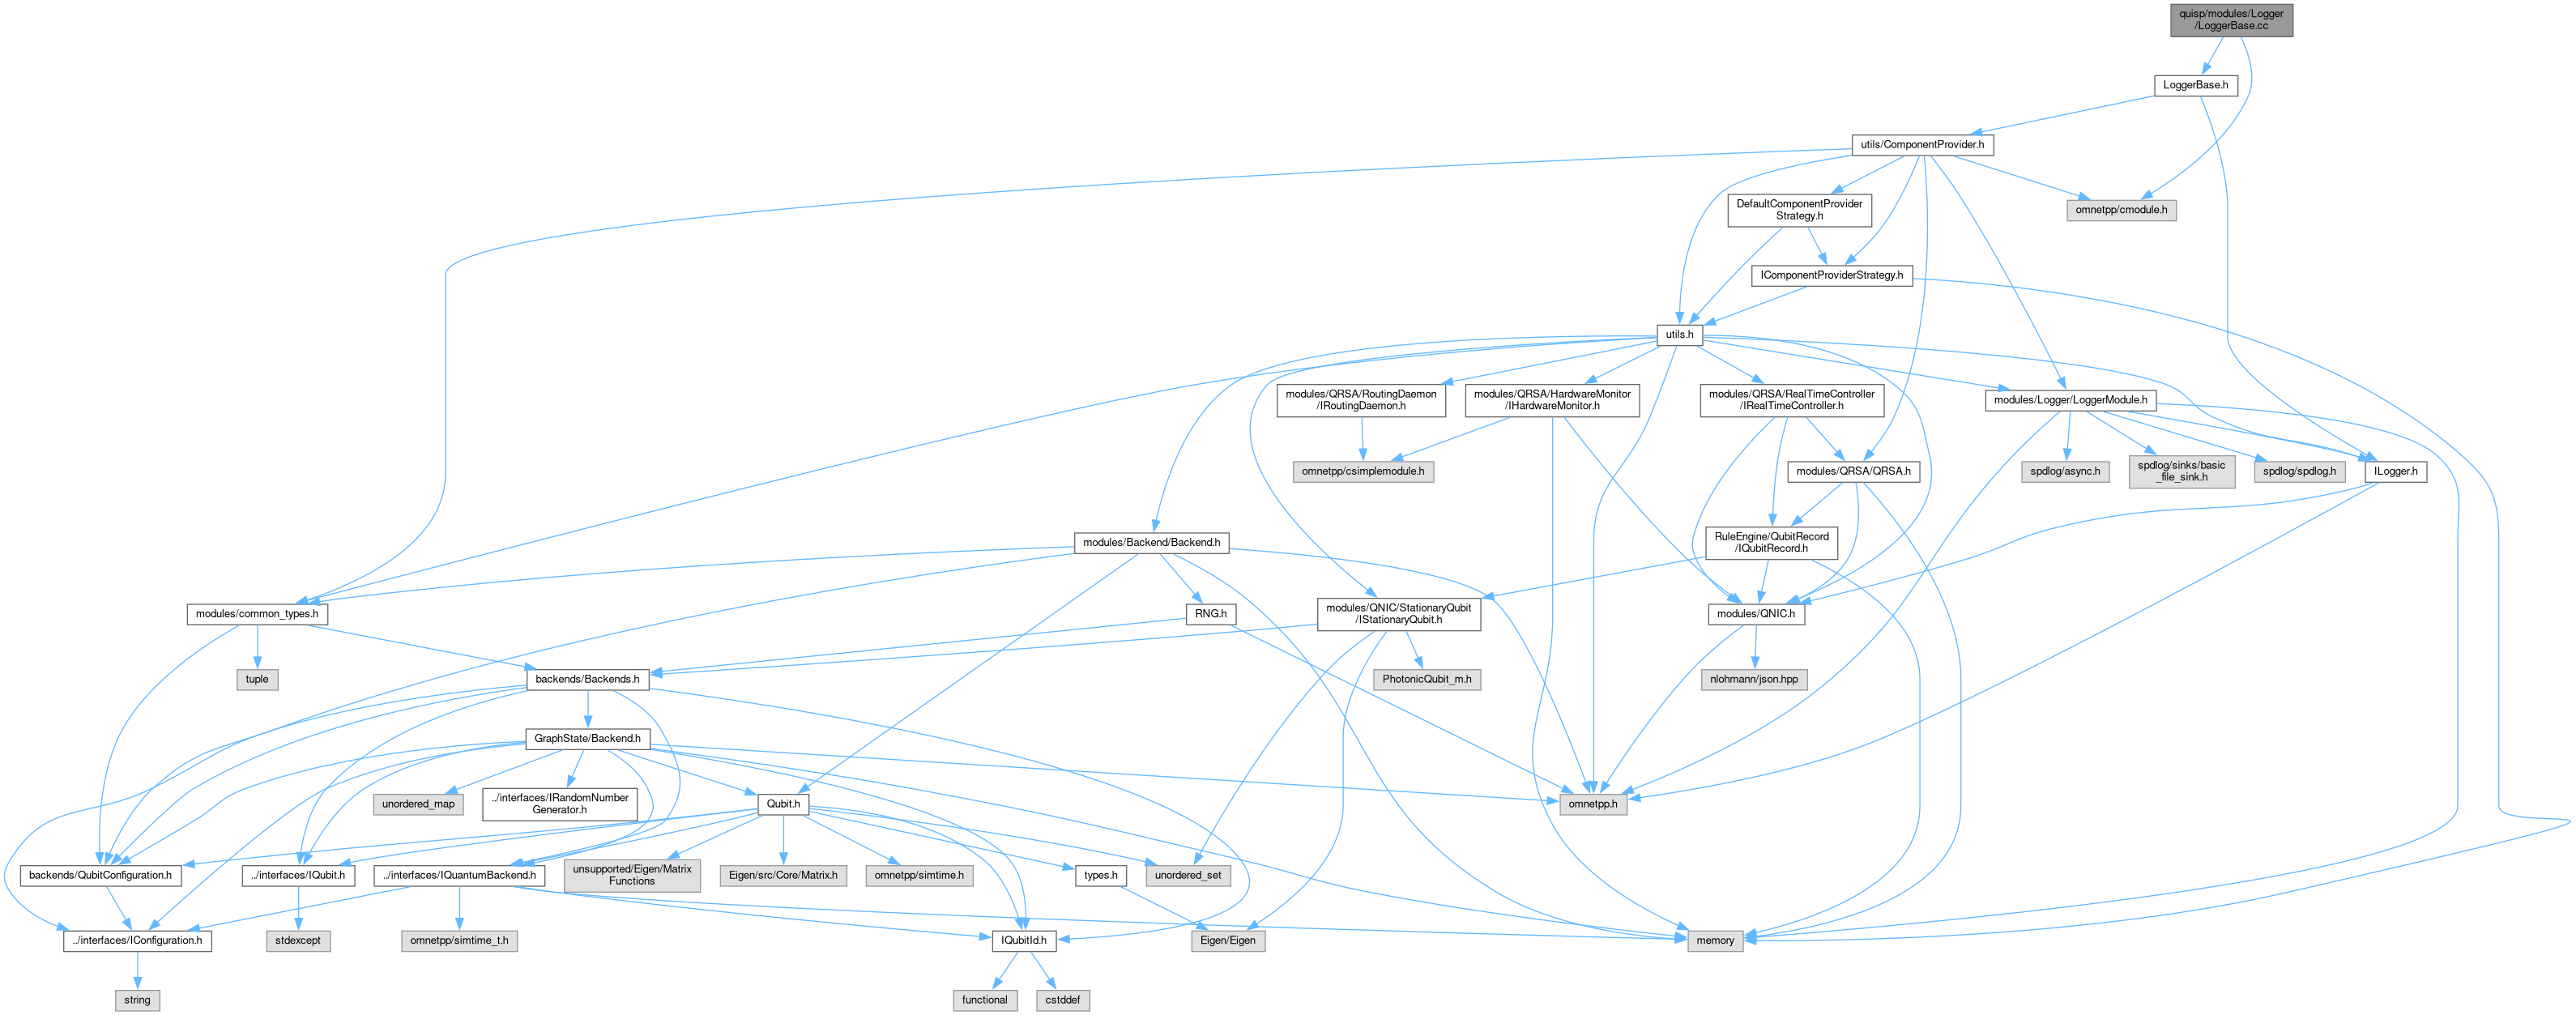 quisp/modules/Logger
/LoggerBase.cc
LoggerBase.h
utils/ComponentProvider.h
DefaultComponentProvider
Strategy.h
omnetpp/cmodule.h
IComponentProviderStrategy.h
utils.h
modules/QRSA/RoutingDaemon
/IRoutingDaemon.h
modules/QRSA/HardwareMonitor
/IHardwareMonitor.h
modules/QRSA/RealTimeController
/IRealTimeController.h
modules/Logger/LoggerModule.h
omnetpp/csimplemodule.h
modules/QRSA/QRSA.h
spdlog/async.h
spdlog/sinks/basic
_file_sink.h
spdlog/spdlog.h
ILogger.h
modules/Backend/Backend.h
RuleEngine/QubitRecord
/IQubitRecord.h
modules/common_types.h
RNG.h
modules/QNIC/StationaryQubit
/IStationaryQubit.h
modules/QNIC.h
tuple
backends/Backends.h
PhotonicQubit_m.h
nlohmann/json.hpp
GraphState/Backend.h
unordered_map
../interfaces/IRandomNumber
Generator.h
Qubit.h
omnetpp.h
backends/QubitConfiguration.h
../interfaces/IQubit.h
../interfaces/IQuantumBackend.h
unsupported/Eigen/Matrix
Functions
Eigen/src/Core/Matrix.h
omnetpp/simtime.h
types.h
unordered_set
../interfaces/IConfiguration.h
stdexcept
omnetpp/simtime_t.h
IQubitId.h
Eigen/Eigen
memory
string
functional
cstddef